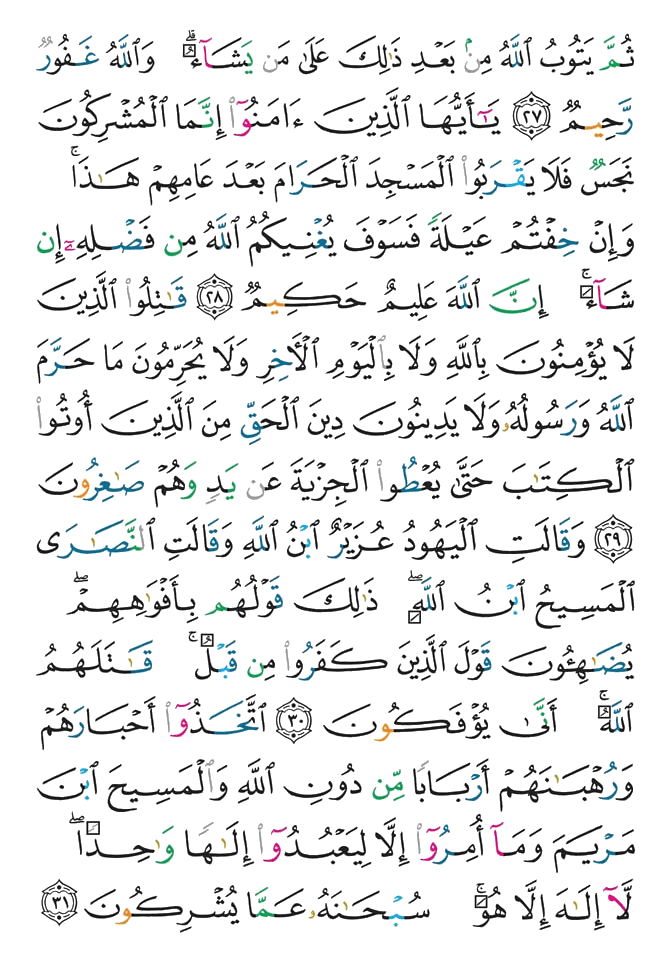 ثُمَّ يَتُوبُ ٱللَّهُ مِنۢ بَعْدِ ذَٰلِكَ عَلَىٰ مَن يَشَآءُ ۗ وَٱللَّهُ غَفُورٌ
رَّحِيمٌ ٢٧ يَـٰٓأَيُّهَا ٱلَّذِينَ ءَامَنُوٓا۟ إِنَّمَا ٱلْمُشْرِكُونَ
نَجَسٌ فَلَا يَقْرَبُوا۟ ٱلْمَسْجِدَ ٱلْحَرَامَ بَعْدَ عَامِهِمْ هَـٰذَا ۚ
وَإِنْ خِفْتُمْ عَيْلَةً فَسَوْفَ يُغْنِيكُمُ ٱللَّهُ مِن فَضْلِهِۦٓ إِن
شَآءَ ۚ إِنَّ ٱللَّهَ عَلِيمٌ حَكِيمٌ ٢٨ قَـٰتِلُوا۟ ٱلَّذِينَ
لَا يُؤْمِنُونَ بِٱللَّهِ وَلَا بِٱلْيَوْمِ ٱلْأَخِرِ وَلَا يُحَرِّمُونَ مَا حَرَّمَ
ٱللَّهُ وَرَسُولُهُۥ وَلَا يَدِينُونَ دِينَ ٱلْحَقِّ مِنَ ٱلَّذِينَ أُوتُوا۟
ٱلْكِتَـٰبَ حَتَّىٰ يُعْطُوا۟ ٱلْجِزْيَةَ عَن يَدٍ وَهُمْ صَـٰغِرُونَ
٢٩ وَقَالَتِ ٱلْيَهُودُ عُزَيْرٌ ٱبْنُ ٱللَّهِ وَقَالَتِ ٱلنَّصَـٰرَى
ٱلْمَسِيحُ ٱبْنُ ٱللَّهِ ۖ ذَٰلِكَ قَوْلُهُم بِأَفْوَٰهِهِمْ ۖ
يُضَـٰهِـُٔونَ قَوْلَ ٱلَّذِينَ كَفَرُوا۟ مِن قَبْلُ ۚ قَـٰتَلَهُمُ
ٱللَّهُ ۚ أَنَّىٰ يُؤْفَكُونَ ٣٠ ٱتَّخَذُوٓا۟ أَحْبَارَهُمْ
وَرُهْبَـٰنَهُمْ أَرْبَابًا مِّن دُونِ ٱللَّهِ وَٱلْمَسِيحَ ٱبْنَ
مَرْيَمَ وَمَآ أُمِرُوٓا۟ إِلَّا لِيَعْبُدُوٓا۟ إِلَـٰهًا وَٰحِدًا ۖ
لَّآ إِلَـٰهَ إِلَّا هُوَ ۚ سُبْحَـٰنَهُۥ عَمَّا يُشْرِكُونَ ٣١